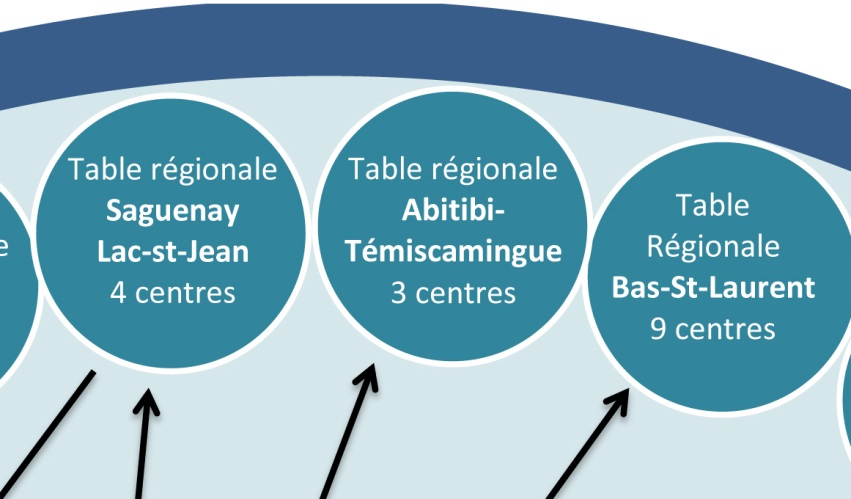 Table régionale
Saguenay
Lac-st-Jean
4 centres
Table régionale
Abitibi-
Témiscamingue
3 centres
Table
Régionale
Bas-St-Laurent
9 centres